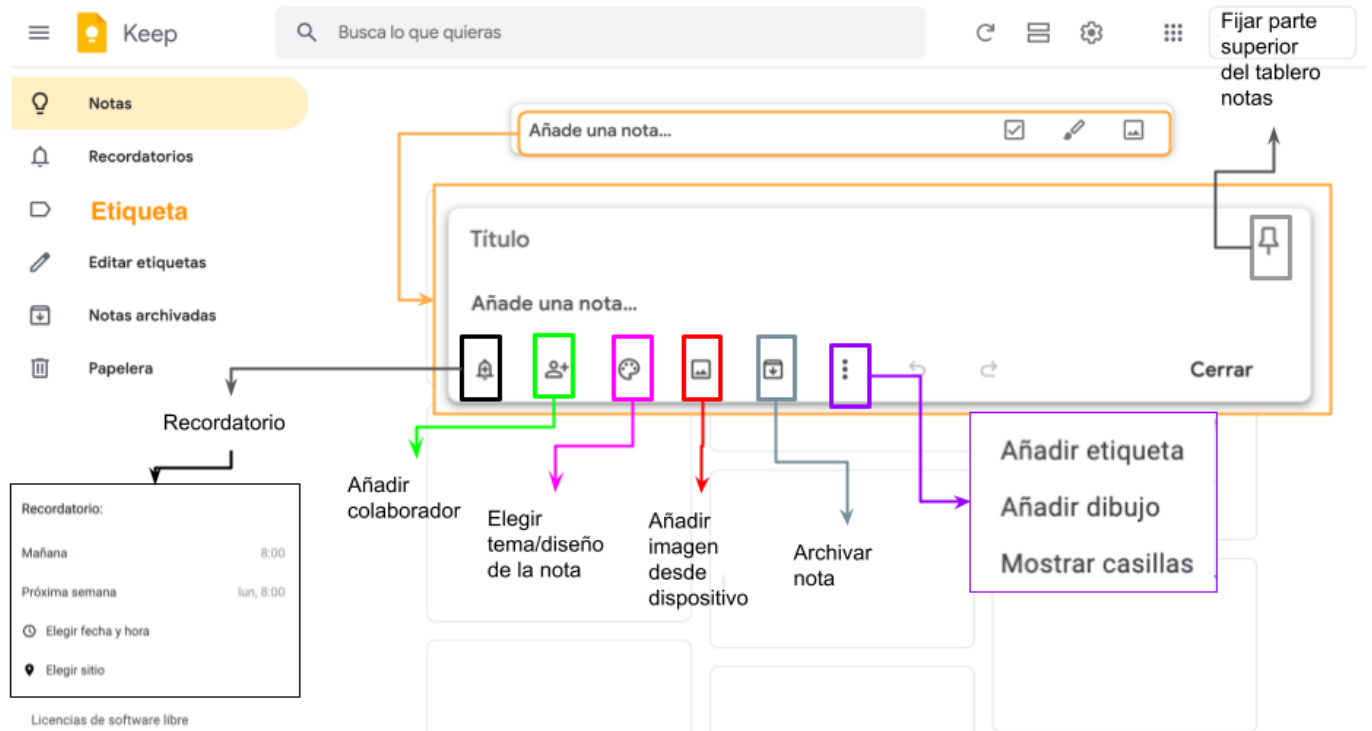 Keep
Busca lo que quieras
Fijar parte
superior
del tablero
notas
Notas
Recordatorios
Etiqueta
Editar etiquetas
Notas archivadas
Papelera
Añade una nota...
Título
Añade una nota...
Cerrar
Recordatorio
Recordatorio:
Mañana 8:00
Próxima semana lun, 8:00
Elegir fecha y hora
Elegir sitio
Licencias de software libre
Añadir
colaborador
Elegir
tema/diseño
de la nota
Añadir
imagen
desde
dispositivo
Archivar
nota
Añadir etiqueta
Añadir dibujo
Mostrar casillas